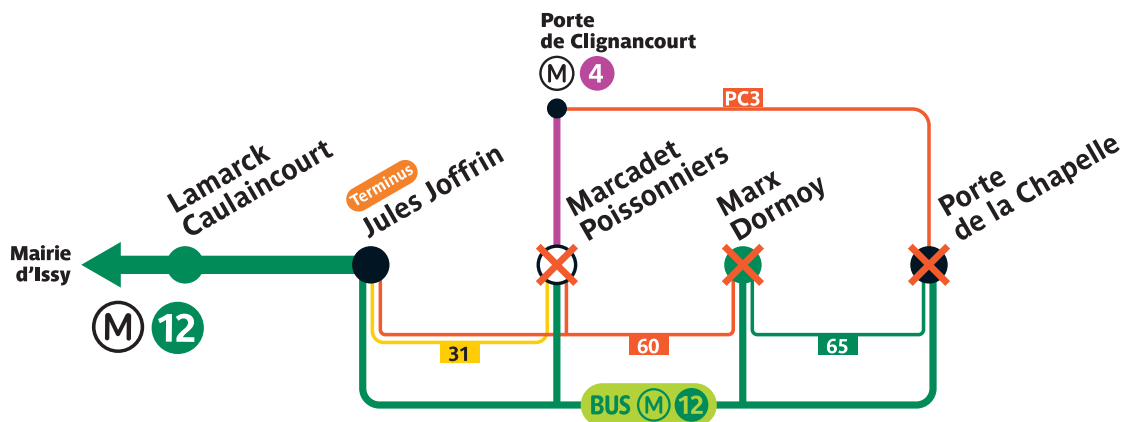 Porte
de Clignancourt
M 4
PC3
Lamarck
Caulaincourt
Terminus
Jules Joffrin
Marcadet
Poissonniers
Marx
Dormoy
Porte
de la Chapelle
Mairie
d'Issy
M 12
31
60
65
BUS M 12